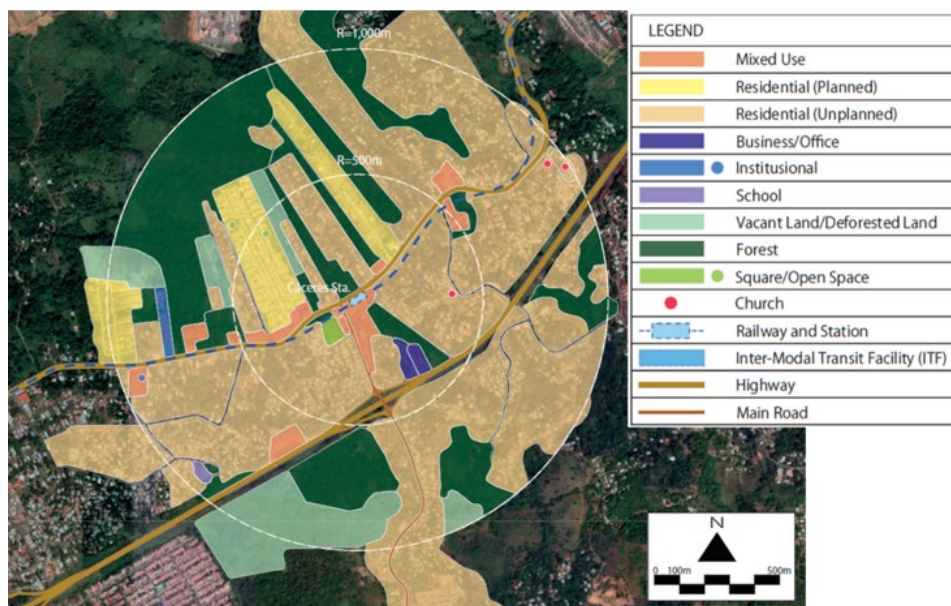 R=1,000m
R=500m
Caceres Sta.
LEGEND
Mixed Use
Residential (Planned)
Residential (Unplanned)
Business/Office
Institusional
School
Vacant Land/Deforested Land
Forest
Square/Open Space
Church
Railway and Station
Inter-Modal Transit Facility (ITF)
Highway
Main Road
N
0 100m 500m